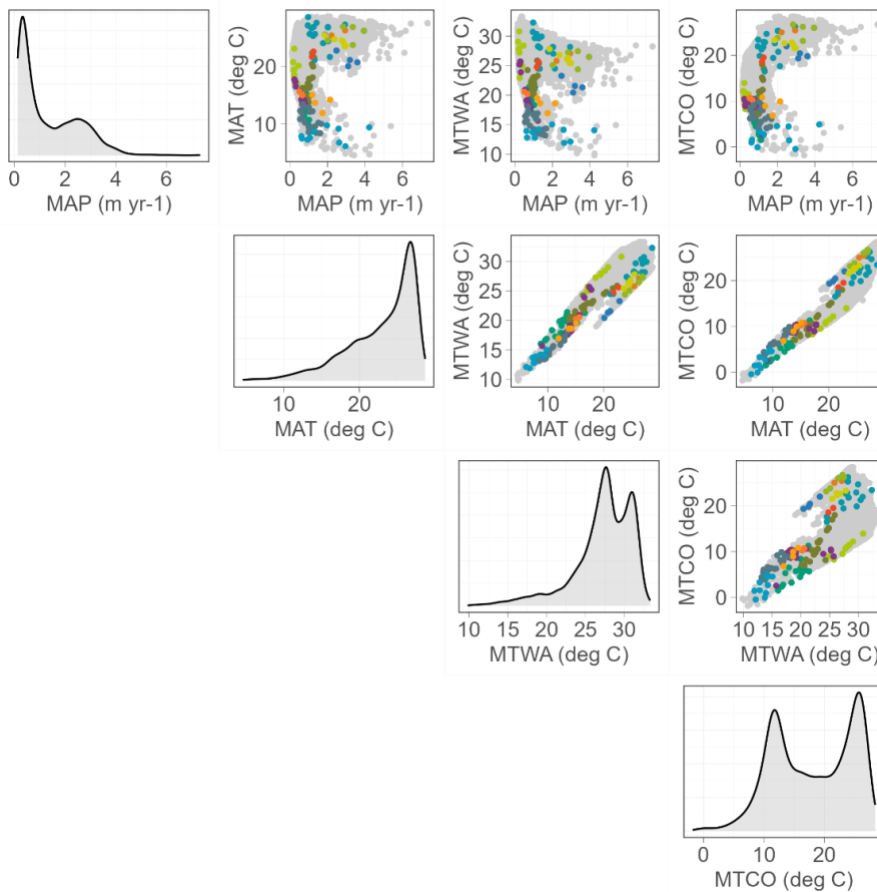 MAT (deg C)
20
10
0 2 4 6
MAP (m yr-1)
MTWA (deg C)
30
25
20
15
10
0 2 4 6
MAP (m yr-1)
MTCO (deg C)
20
10
0
0 2 4 6
MAP (m yr-1)
0 2 4 6
MAP (m yr-1)
10 20
MAT (deg C)
MTWA (deg C)
30
25
20
15
10
10 20
MAT (deg C)
MTCO (deg C)
20
10
0
10 20
MAT (deg C)
10 15 20 25 30
MTWA (deg C)
MTCO (deg C)
20
10
0
10 15 20 25 30
MTWA (deg C)
0 10 20
MTCO (deg C)